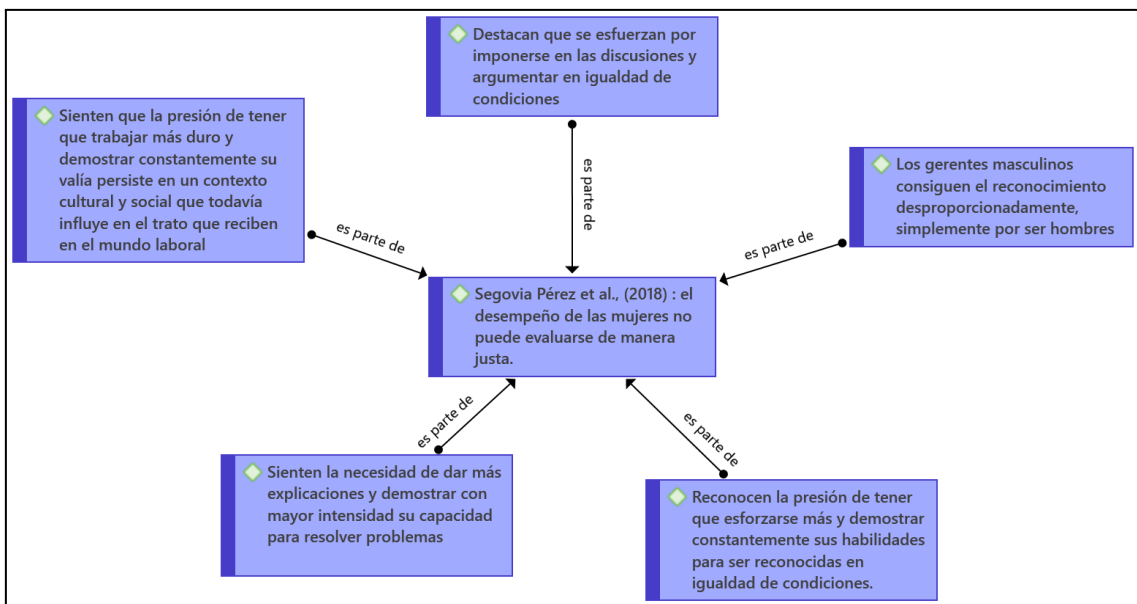 Destacan que se esfuerzan por
imponerse en las discusiones y
argumentar en igualdad de
condiciones
Sienten que la presión de tener
que trabajar más duro y
demostrar constantemente su
valía persiste en un contexto
cultural y social que todavía
influye en el trato que reciben
en el mundo laboral
Los gerentes masculinos
consiguen el reconocimiento
desproporcionadamente,
simplemente por ser hombres
es parte de
es parte de
es parte de
Segovia Pérez et al., (2018) : el
desempeño de las mujeres no
puede evaluarse de manera
justa.
es parte de
es parte de
Sienten la necesidad de dar más
explicaciones y demostrar con
mayor intensidad su capacidad
para resolver problemas
Reconocen la presión de tener
que esforzarse más y demostrar
constantemente sus habilidades
para ser reconocidas en
igualdad de condiciones.